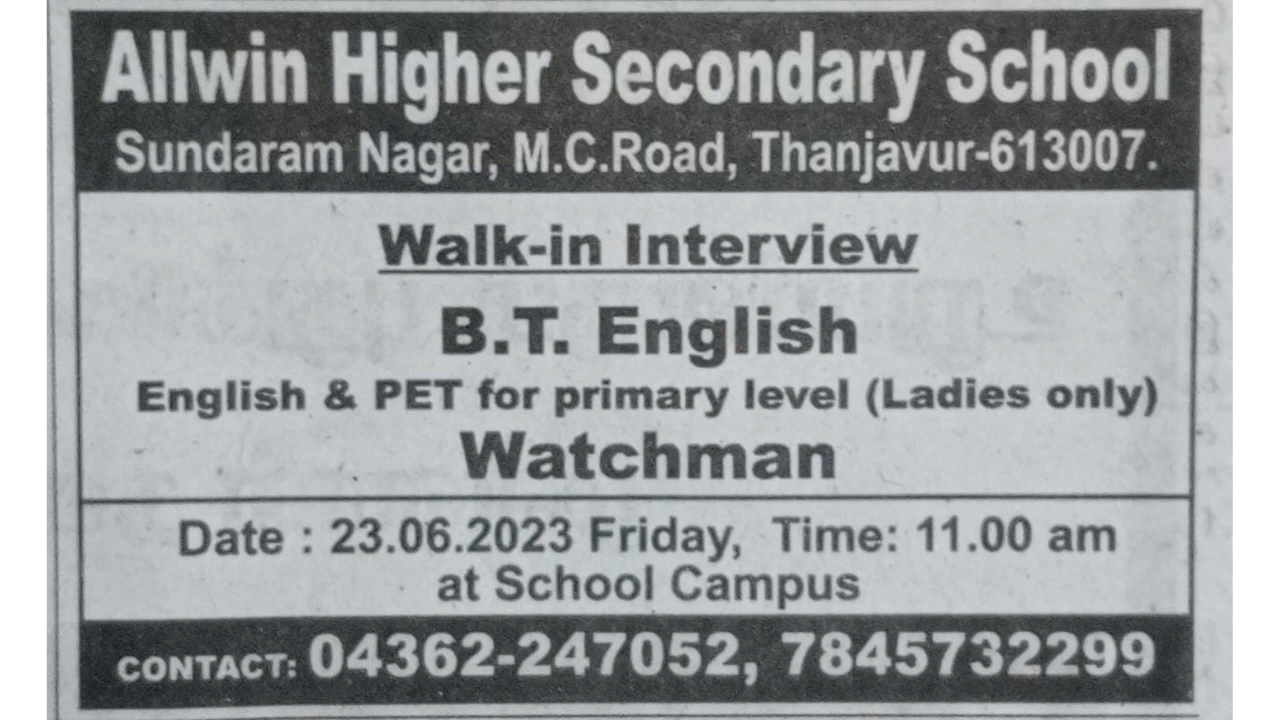 Allwin Higher Secondary School
Sundaram Nagar, M.C.Road, Thanjavur-613007.
Walk-in Interview
B.T. English
English & PET for primary level (Ladies only)
Watchman
Date : 23.06.2023 Friday, Time: 11.00 am
at School Campus
CONTACT: 04362-247052, 7845732299